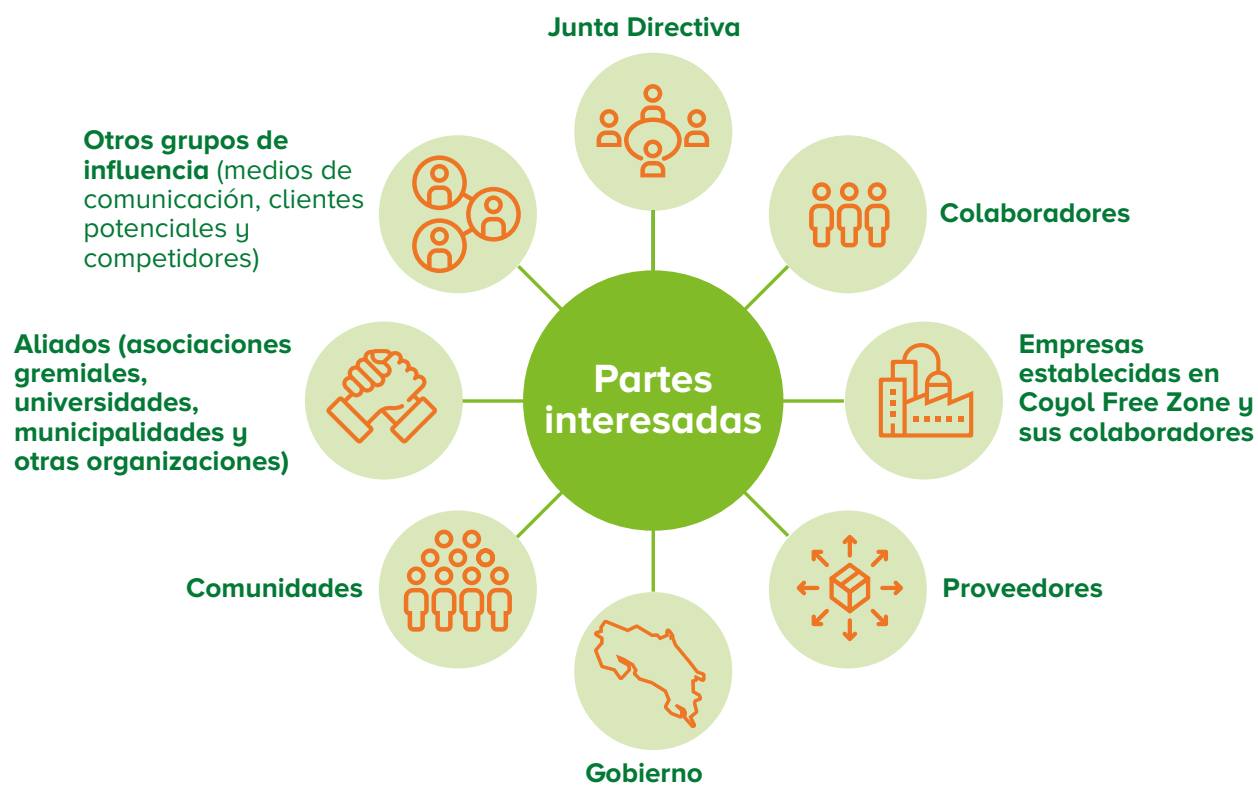 Junta Directiva
Otros grupos de
influencia (medios de
comunicación, clientes
potenciales y
competidores)
Colaboradores
Aliados (asociaciones
gremiales,
universidades,
municipalidades y
otras organizaciones)
Partes
interesadas
Empresas
establecidas en
Coyol Free Zone y
sus colaboradores
Comunidades
Proveedores
Gobierno